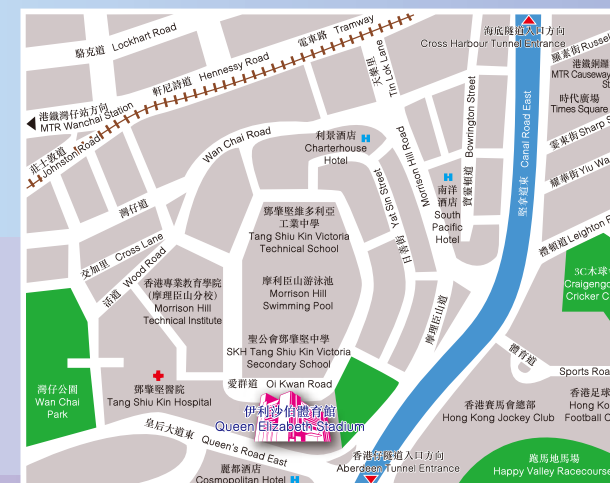 駱克道 Lockhart Road
電車路 Tramway
軒尼詩道 Hennessy Road
天樂里
Tin Lok Lane
海底隧道入口方向
Cross Harbour Tunnel Entrance
羅素街 Russel
港鐵銅鑼
MTR Causeway
時代廣場
Times Square
霎東街 Sharp S
耀華街 Yiu Wa
禮頓道 Leighton R
港鐵灣仔站方向
MTR Wanchai Station
莊士敦道
Johnston Road
Wan Chai Road
灣仔道
利景酒店
Charterhouse
Hotel
Morrison Hill Road
摩理臣山道
Bowrington Street
寶靈頓道
堅拿道東 Canal Road East
南洋
酒店
South
Pacific
Hotel
Yat Sin Street
日善街
交加里 Cross Lane
活道 Wood Road
鄧肇堅維多利亞
工業中學
Tang Shiu Kin Victoria
Technical School
香港專業教育學院
(摩理臣山分校)
Morrison Hill
Technical Institute
摩利臣山游泳池
Morrison Hill
Swimming Pool
聖公會鄧肇堅中學
SKH Tang Shiu Kin Victoria
Secondary School
3C木球
Craigengo
Cricker C
灣仔公園
Wan Chai
Park
鄧肇堅醫院
Tang Shiu Kin Hospital
愛群道 Oi Kwan Road
伊利沙伯體育館
Queen Elizabeth Stadium
體育道
Sports Roa
香港賽馬會總部
Hong Kong Jockey Club
香港足球
Hong Ko
Football C
皇后大道東 Queen's Road East
麗都酒店
Cosmopolitan Hotel
香港仔隧道入口方向
Aberdeen Tunnel Entrance
跑馬地馬場
Happy Valley Racecourse